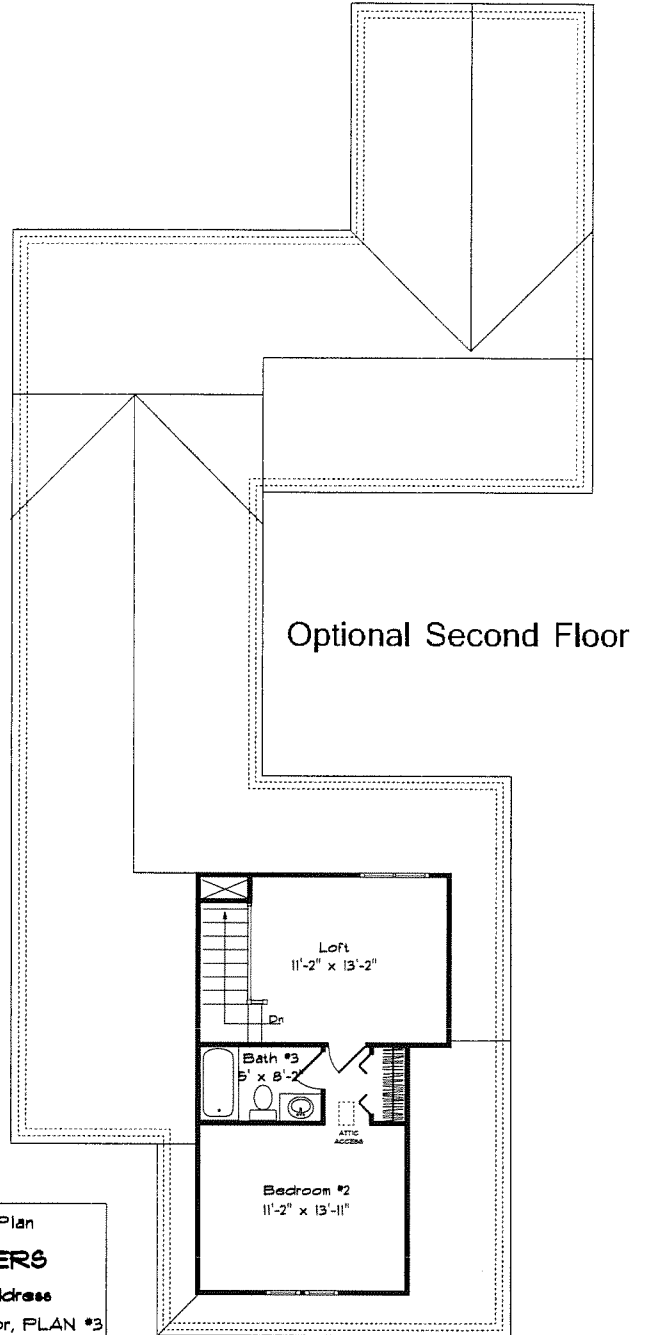 Optional Second Floor
Loft
11'-2" x 13'-2"
Dn
Bath #3
5' x 8'-2"
ATTIC
ACCESS
Bedroom #2
11'-2" x 13'-11"
Plan
ERS
ddress
or, PLAN #3